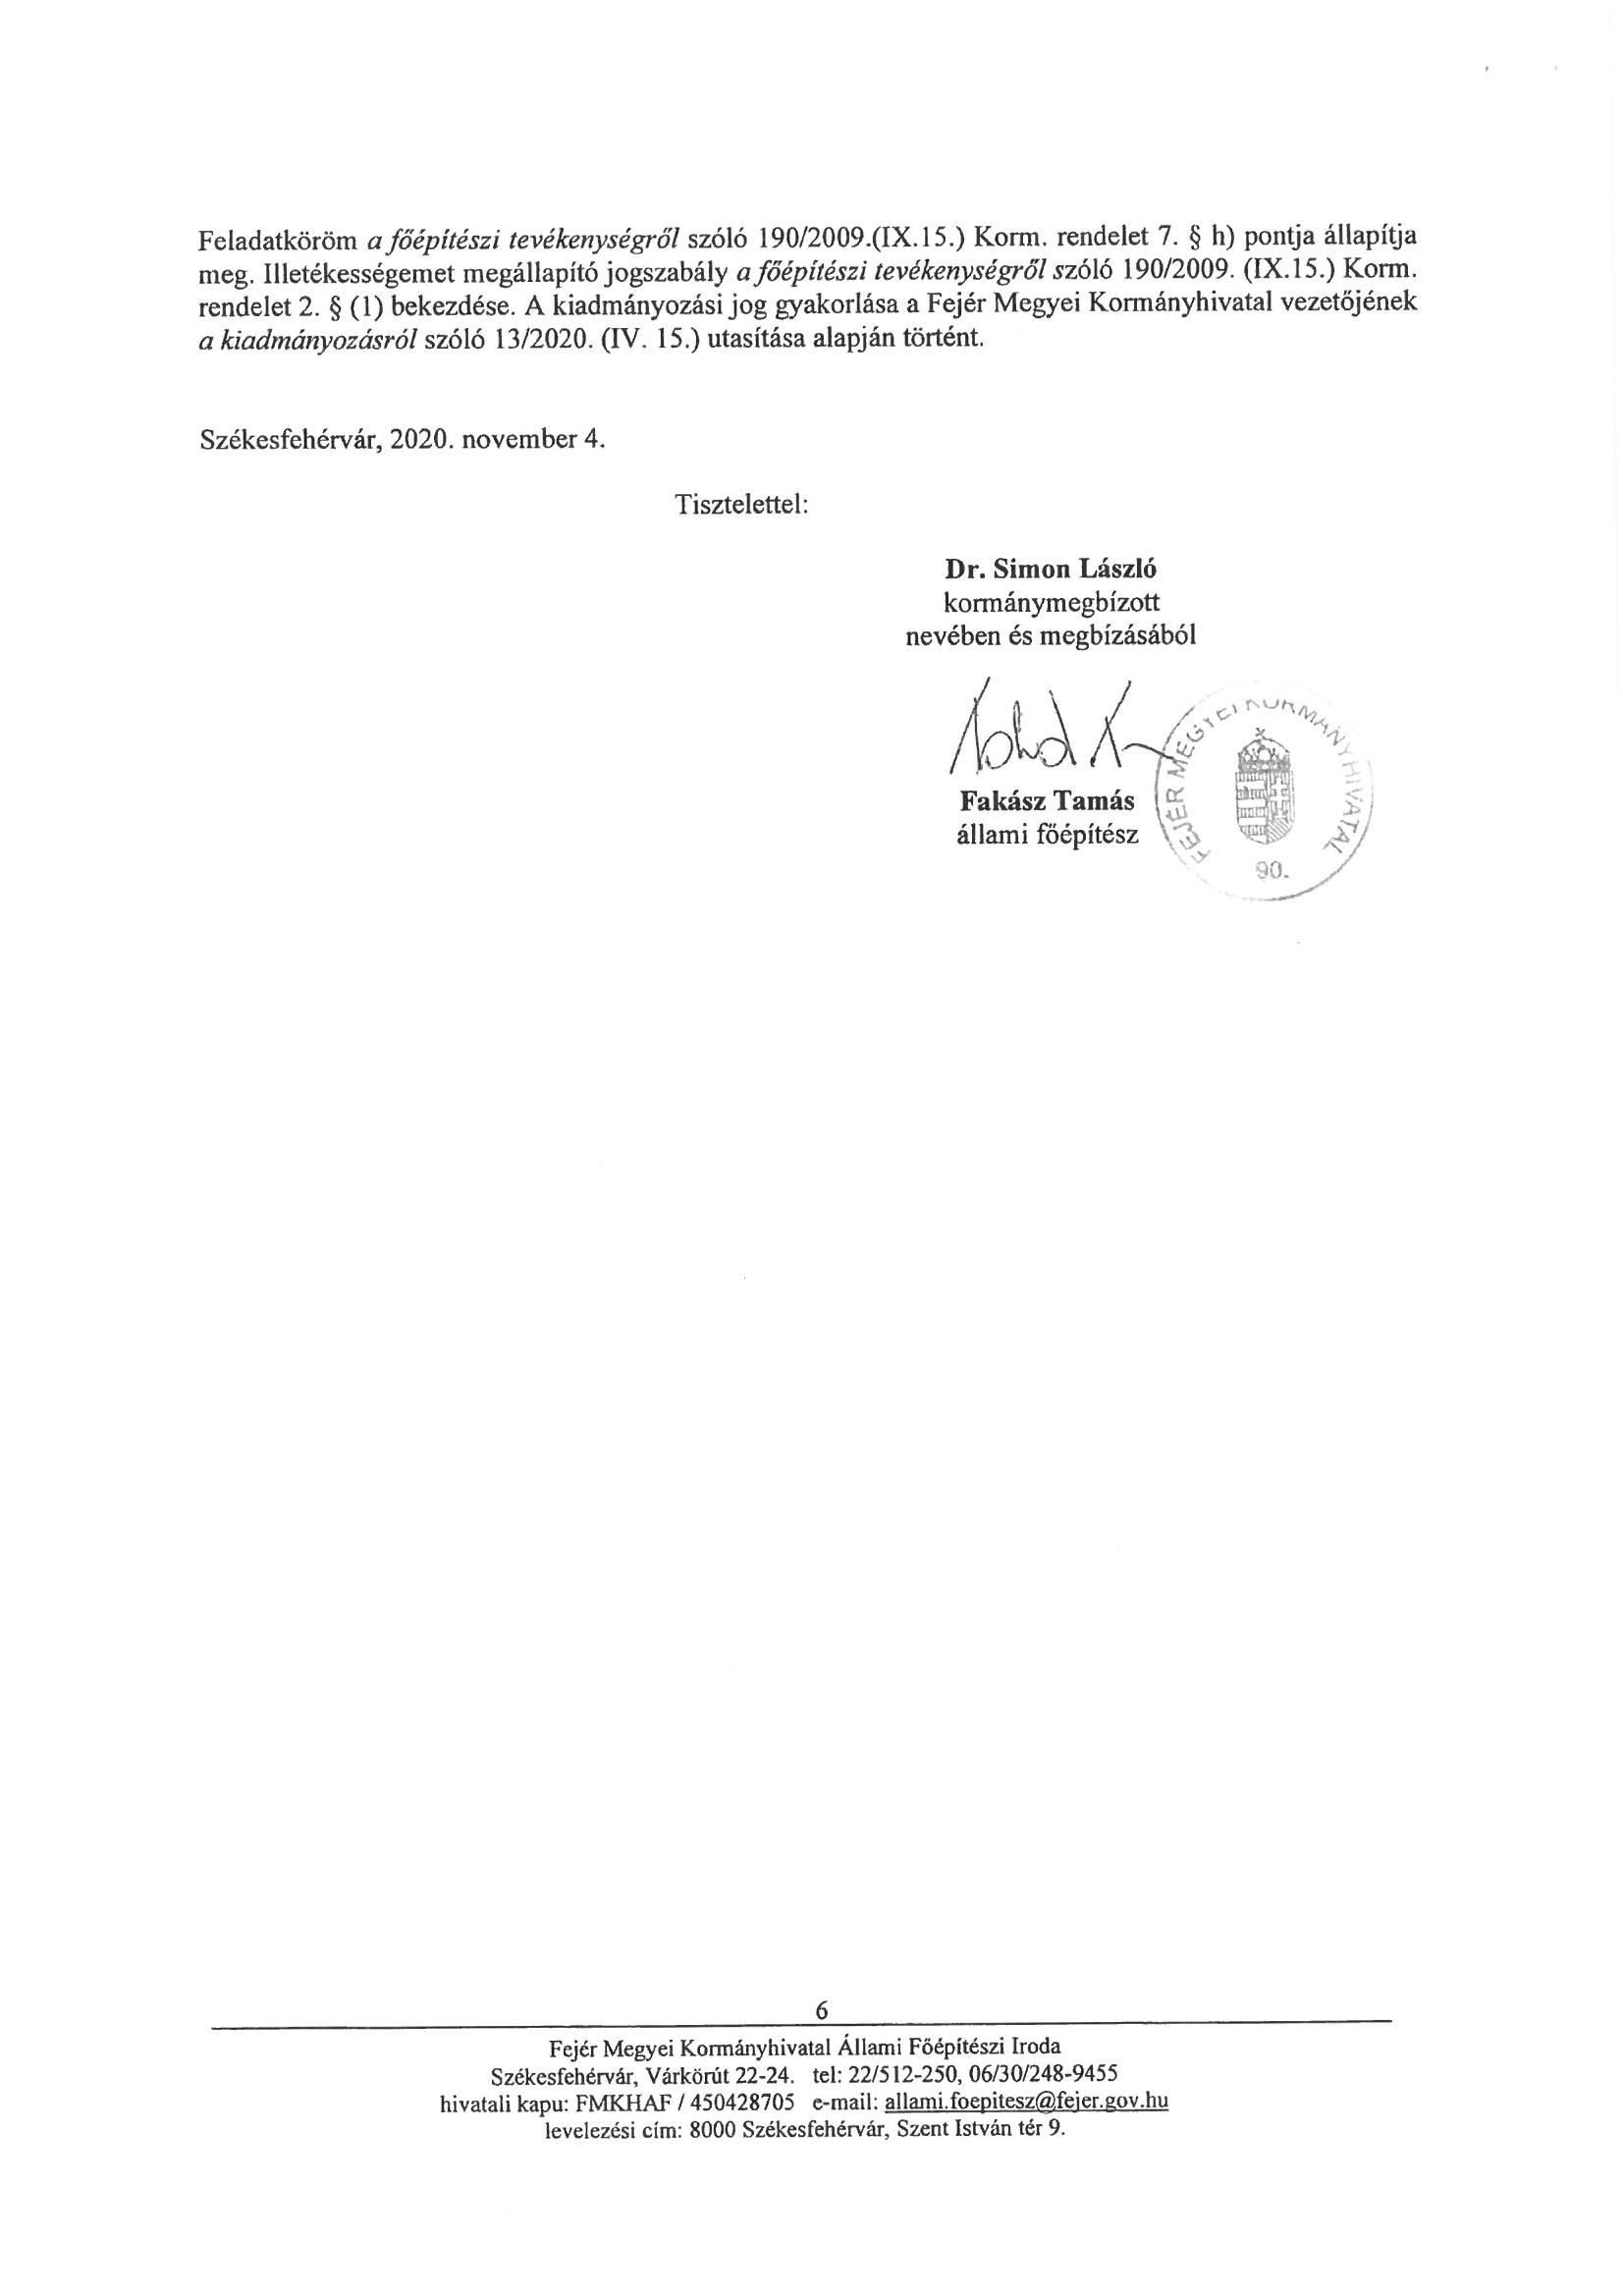 Feladatköröm a főépítészi tevékenységről szóló 190/2009.(IX.15.) Korm. rendelet 7. § h) pontja állapítja
meg. Illetékességemet megállapító jogszabály a főépítészi tevékenységről szóló 190/2009. (IX.15.) Korm.
rendelet 2. § (1) bekezdése. A kiadmányozási jog gyakorlása a Fejér Megyei Kormányhivatal vezetőjének
a kiadmányozásról szóló 13/2020. (IV. 15.) utasítása alapján történt.
Székesfehérvár, 2020. november 4.
Tisztelettel:
Dr. Simon László
kormánymegbízott
nevében és megbízásából
Fakász Tamás
állami főépítész
FEJÉR MEGYEI KORMÁNYHIVATAL
90.
6
Fejér Megyei Kormányhivatal Állami Főépítészi Iroda
Székesfehérvár, Várkörút 22-24. tel: 22/512-250, 06/30/248-9455
hivatali kapu: FMKHAF / 450428705 e-mail: allami.foepitesz@fejer.gov.hu
levelezési cím: 8000 Székesfehérvár, Szent István tér 9.